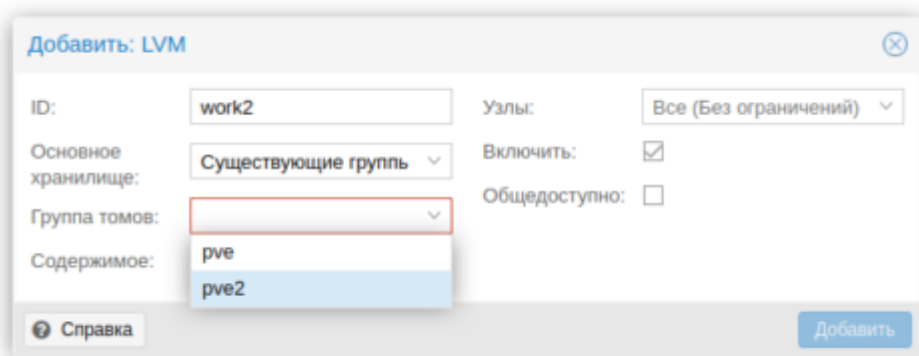 Добавить: LVM
ID:
work2
Узлы:
Все (Без ограничений)
Основное
хранилище:
Существующие группь
Включить:
Группа томов:
Общедоступно:
pve
Содержимое:
pve2
Справка
Добавить